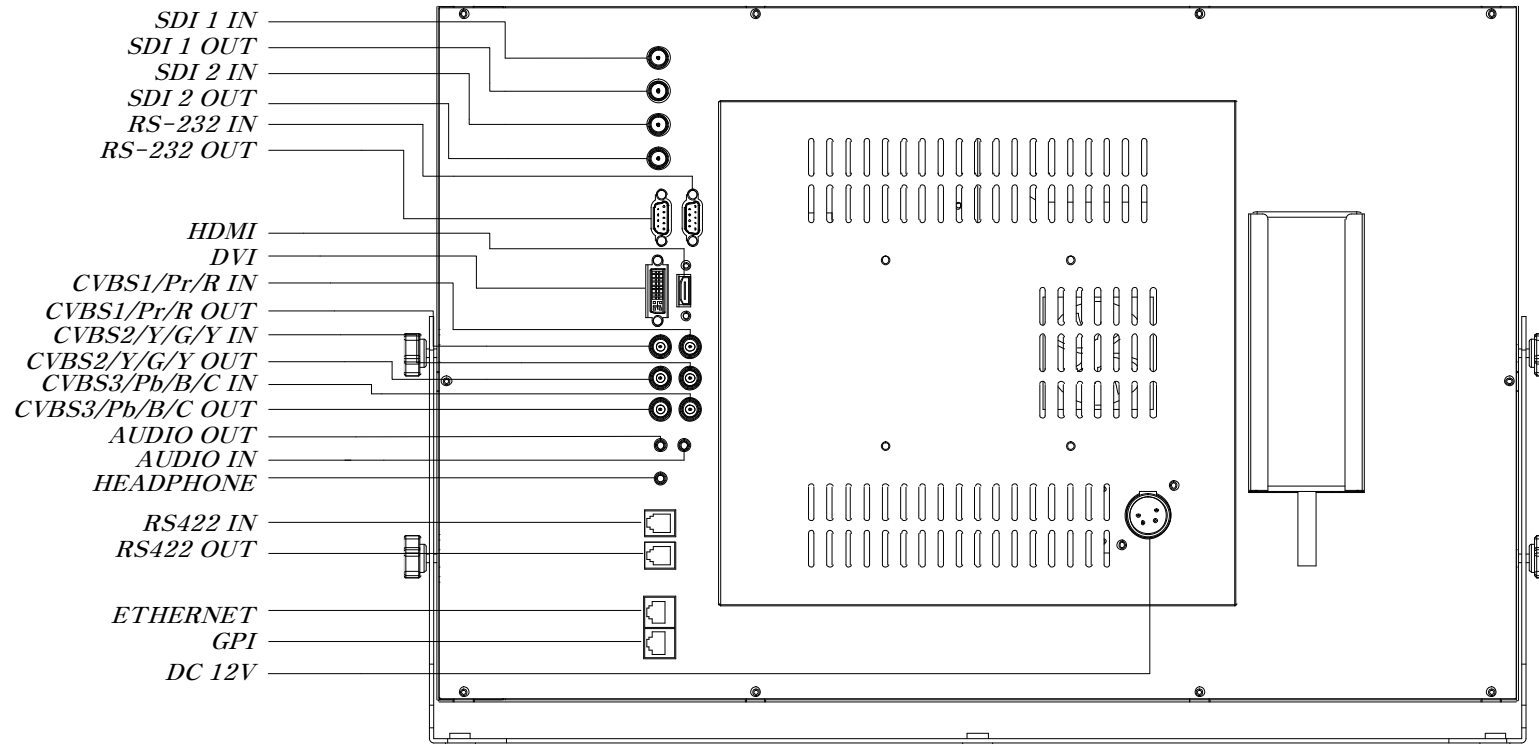 SDI 1 IN
SDI 1 OUT
SDI 2 IN
SDI 2 OUT
RS-232 IN
RS-232 OUT
HDMI
DVI
CVBS1/Pr/R IN
CVBS1/Pr/R OUT
CVBS2/Y/G/Y IN
CVBS2/Y/G/Y OUT
CVBS3/Pb/B/C IN
CVBS3/Pb/B/C OUT
AUDIO OUT
AUDIO IN
HEADPHONE
RS422 IN
RS422 OUT
ETHERNET
GPI
DC 12V